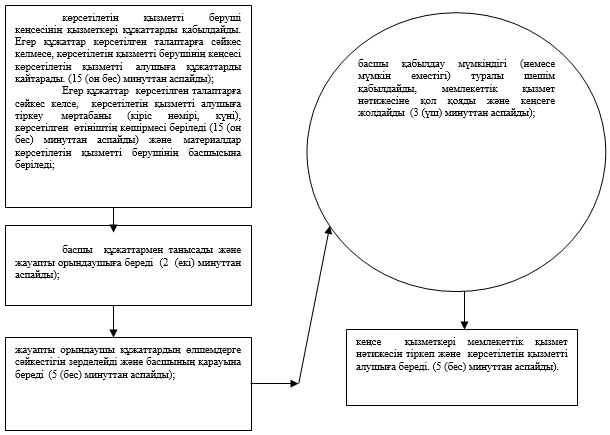 көрсетілетін қызметті беруші
кеңсесінің қызметкері құжаттарды қабылдайды.
Егер құжаттар көрсетілген талаптарға сәйкес
келмесе, көрсетілетін қызметті берушінің кеңсесі
көрсетілетін қызметті алушыға құжаттарды
қайтарады. (15 (он бес) минуттан аспайды);
Егер құжаттар көрсетілген талаптарға
сәйкес келсе, көрсетілетін қызметті алушыға
тіркеу мөртабаны (кіріс нөмірі, күні),
көрсетілген өтініштің көшірмесі беріледі (15 (он
бес) минуттан аспайды) және материалдар
көрсетілетін қызметті берушінің басшысына
беріледі;
басшы құжаттармен танысады және
жауапты орындаушыға береді (2 (екі) минуттан
аспайды);
жауапты орындаушы құжаттардың өлшемдерге
сәйкестігін зерделейді және басшының қарауына
береді (5 (бес) минуттан аспайды);
басшы қабылдау мүмкіндігі (немесе
мүмкін еместігі) туралы шешім
қабылдайды, мемлекеттік қызмет
нәтижесіне қол қояды және кеңсеге
жолдайды (3 (үш) минуттан аспайды);
кеңсе қызметкері мемлекеттік қызмет
нәтижесін тіркеп және көрсетілетін қызметті
алушыға береді. (5 (бес) минуттан аспайды).